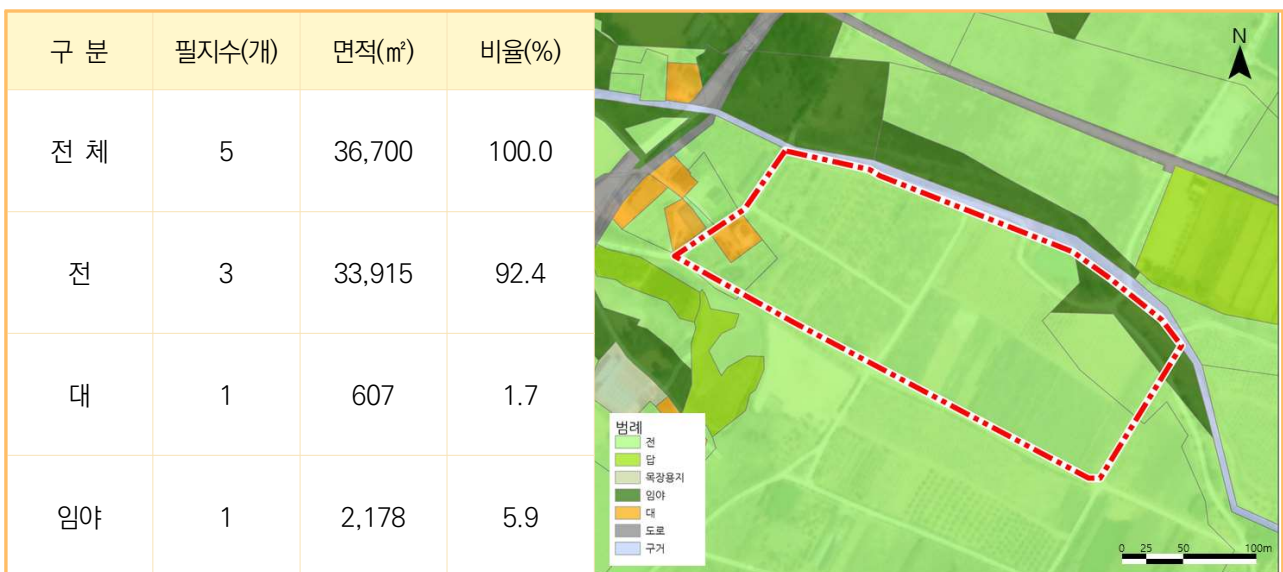 구 분 필지수(개) 면적(㎡) 비율(%)
전 체 5 36,700 100.0
전 3 33,915 92.4
대 1 607 1.7
임야 1 2,178 5.9
N
범례
전
답
목장용지
임야
대
도로
구거
0 25 50 100m